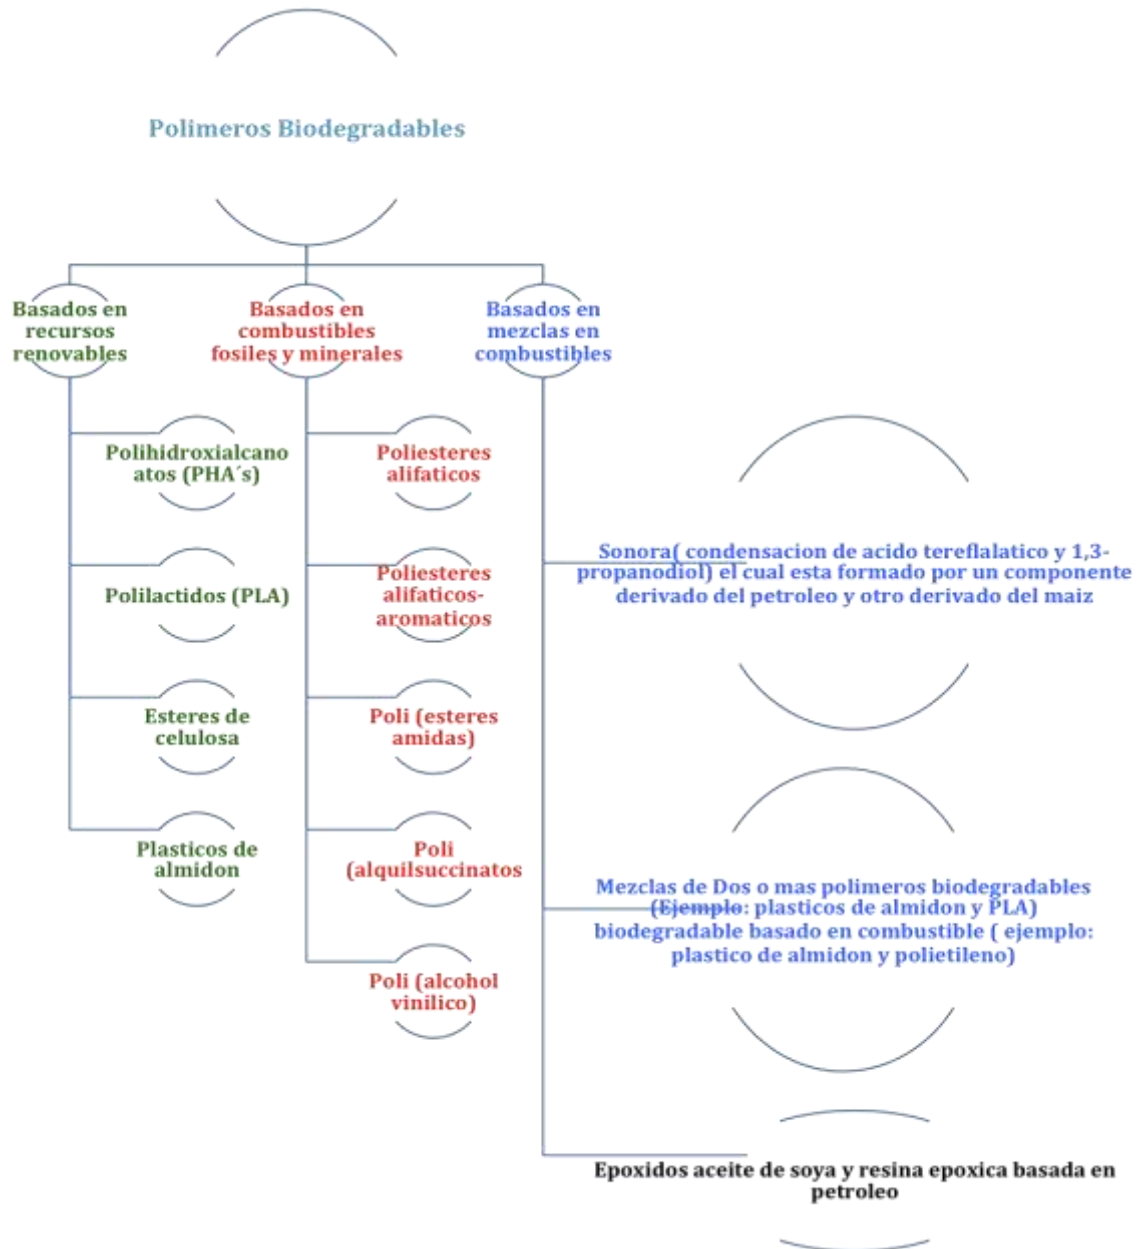 Polimeros Biodegradables
Basados en
recursos
renovables
Basados en
combustibles
fosiles y minerales
Basados en
mezclas en
combustibles
Polihidroxialcano
atos (PHA´s)
Polilactidos (PLA)
Esteres de
celulosa
Plasticos de
almidon
Poliesteres
alifaticos
Poliesteres
alifaticos-
aromaticos
Poli (esteres
amidas)
Poli
(alquilsuccinatos
Poli (alcohol
vinilico)
Sonora( condensacion de acido tereflalatico y 1,3-
propanodiol) el cual esta formado por un componente
derivado del petroleo y otro derivado del maiz
Mezclas de Dos o mas polimeros biodegradables
(Ejemplo: plasticos de almidon y PLA)
biodegradable basado en combustible ( ejemplo:
plastico de almidon y polietileno)
Epoxidos aceite de soya y resina epoxica basada en
petroleo